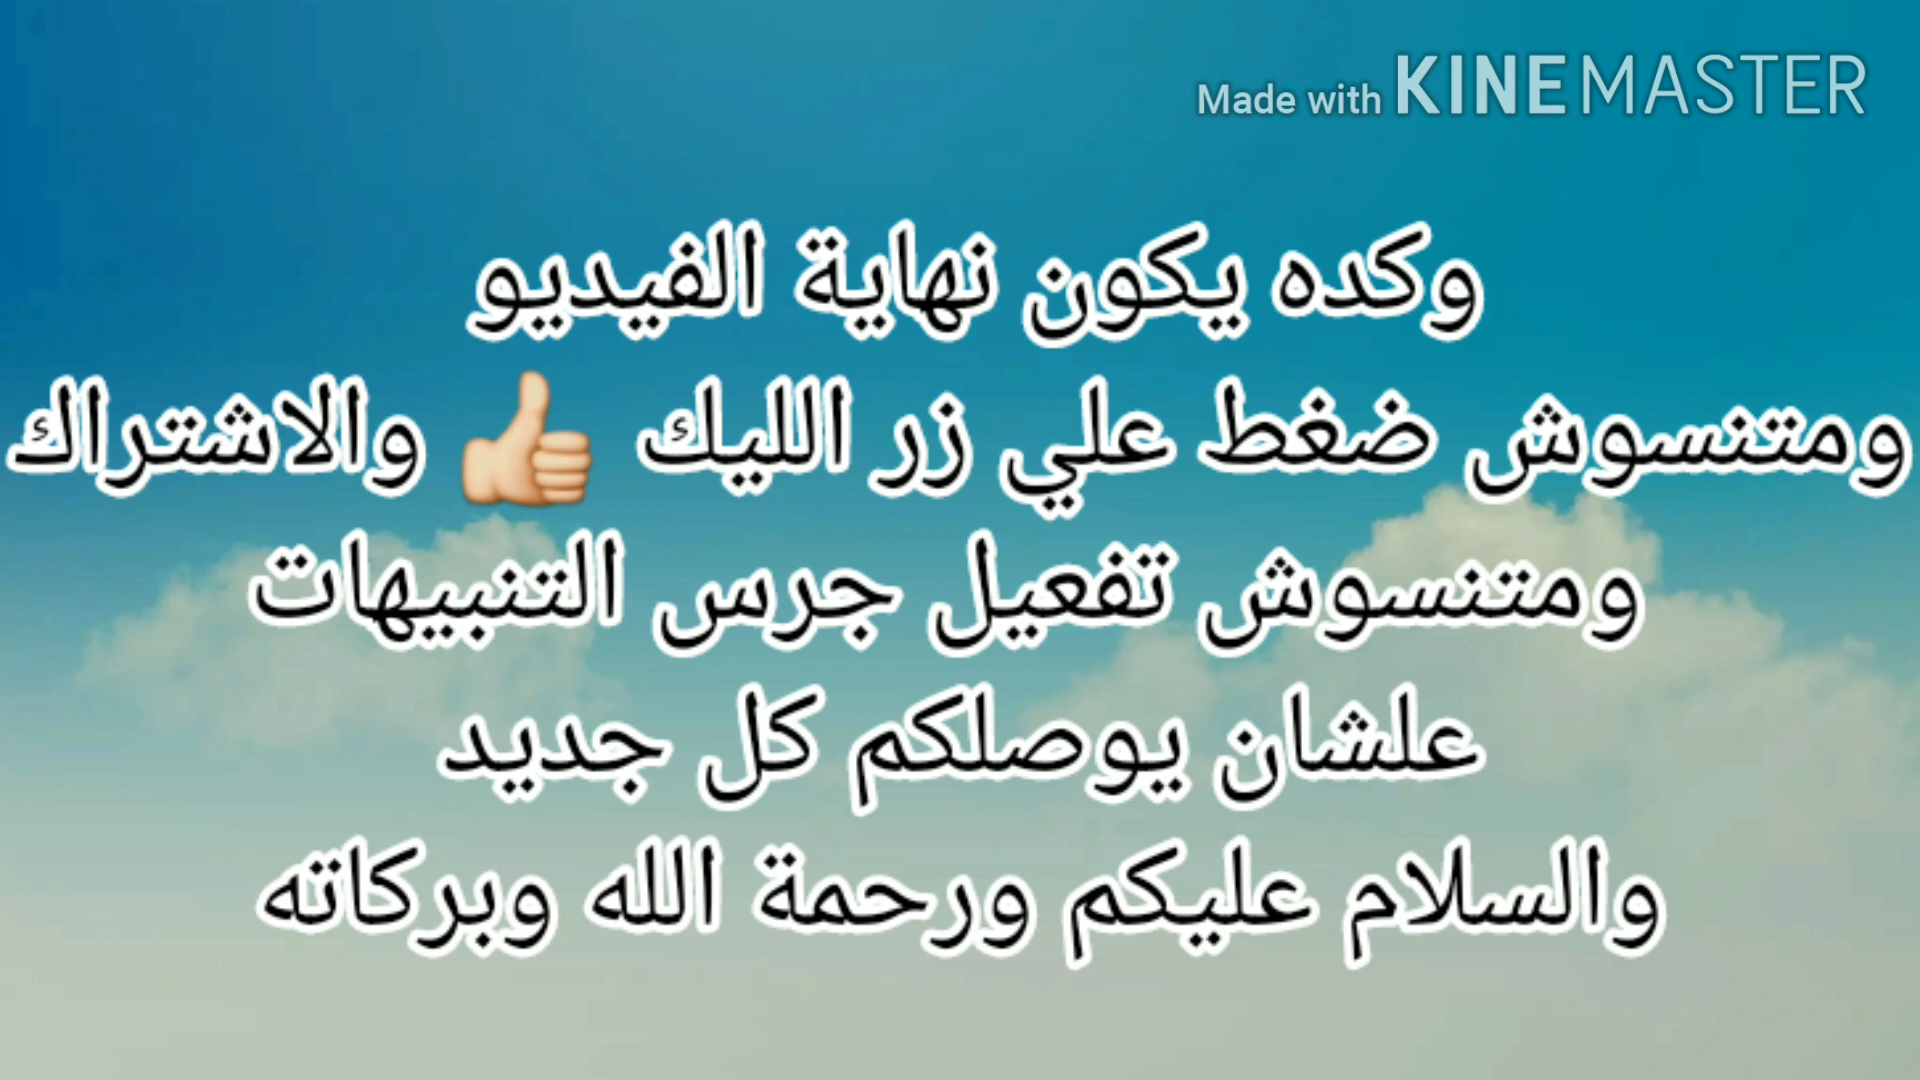 Made with KINEMASTER
وكده يكون نهاية الفيديو
ومتنسوش ضغط علي زر الليك 👍🏻 والاشتراك
ومتنسوش تفعيل جرس التنبيهات
علشان يوصلكم كل جديد
والسلام عليكم ورحمة الله وبركاته